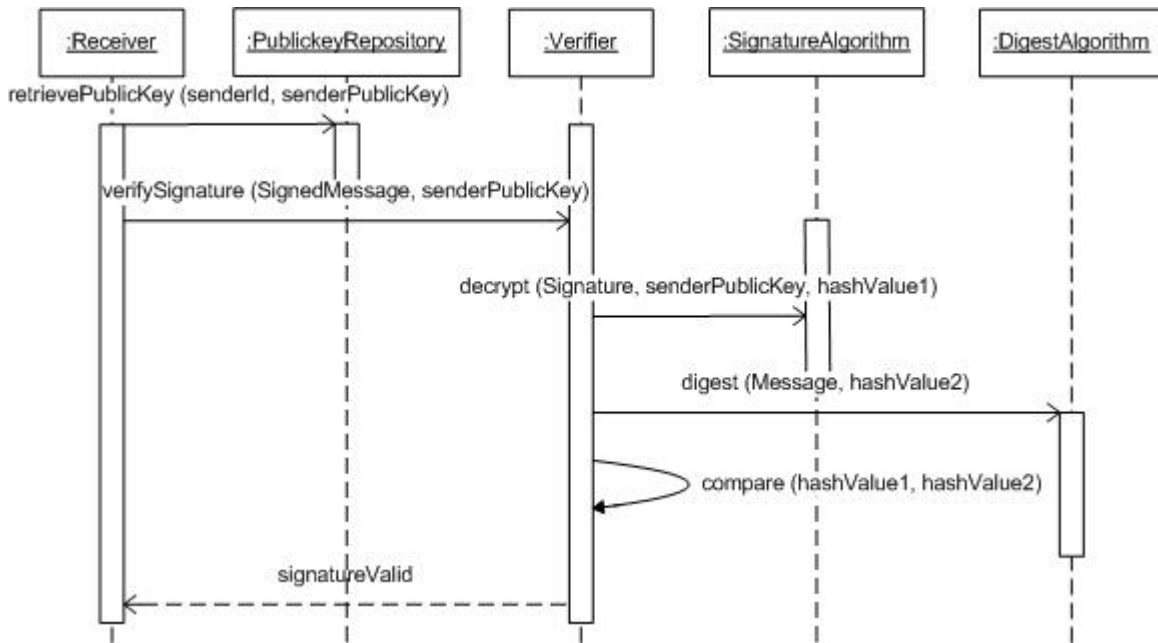 :Receiver
:PublickeyRepository
:Verifier
:SignatureAlgorithm
:DigestAlgorithm
retrievePublicKey (senderId, senderPublicKey)
verifySignature (SignedMessage, senderPublicKey)
decrypt (Signature, senderPublicKey, hashValue1)
digest (Message, hashValue2)
compare (hashValue1, hashValue2)
signatureValid